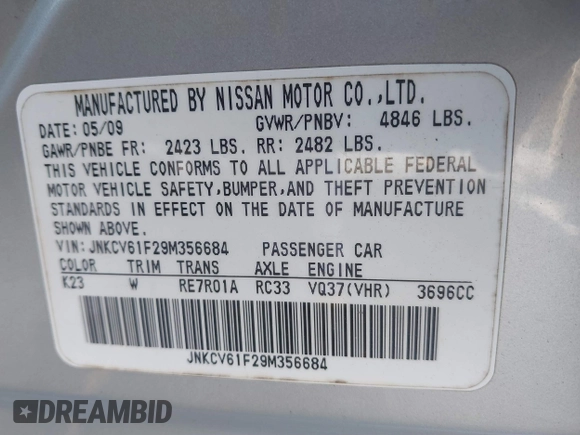 MANUFACTURED BY NISSAN MOTOR CO.,LTD.
DATE: 05/09 GVWR/PNBV: 4846 LBS.
GAWR/PNBE FR: 2423 LBS. RR: 2482 LBS.
THIS VEHICLE CONFORMS TO ALL APPLICABLE FEDERAL
MOTOR VEHICLE SAFETY,BUMPER,AND THEFT PREVENTION
STANDARDS IN EFFECT ON THE DATE OF MANUFACTURE
SHOWN ABOVE.
VIN:JNKCV61F29M356684 PASSENGER CAR
COLOR TRIM TRANS AXLE ENGINE
K23 W RE7R01A RC33 VQ37(VHR) 3696CC
JNKCV61F29M356684
DREAMBID